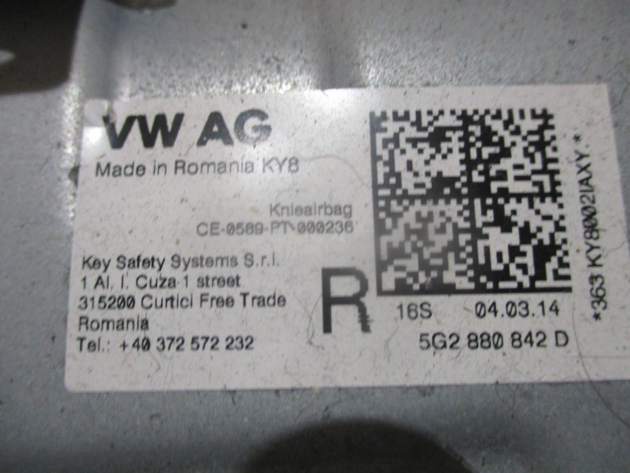 VW AG
Made in Romania KY8
Knieairbag
CE-0589-PT-000236
Key Safety Systems S.r.l.
1 Al. I. Cuza 1 street
315200 Curtici Free Trade
Romania
Tel.: +40 372 572 232
R
16S 04.03.14
5G2 880 842 D
*363 KY80021AXY *